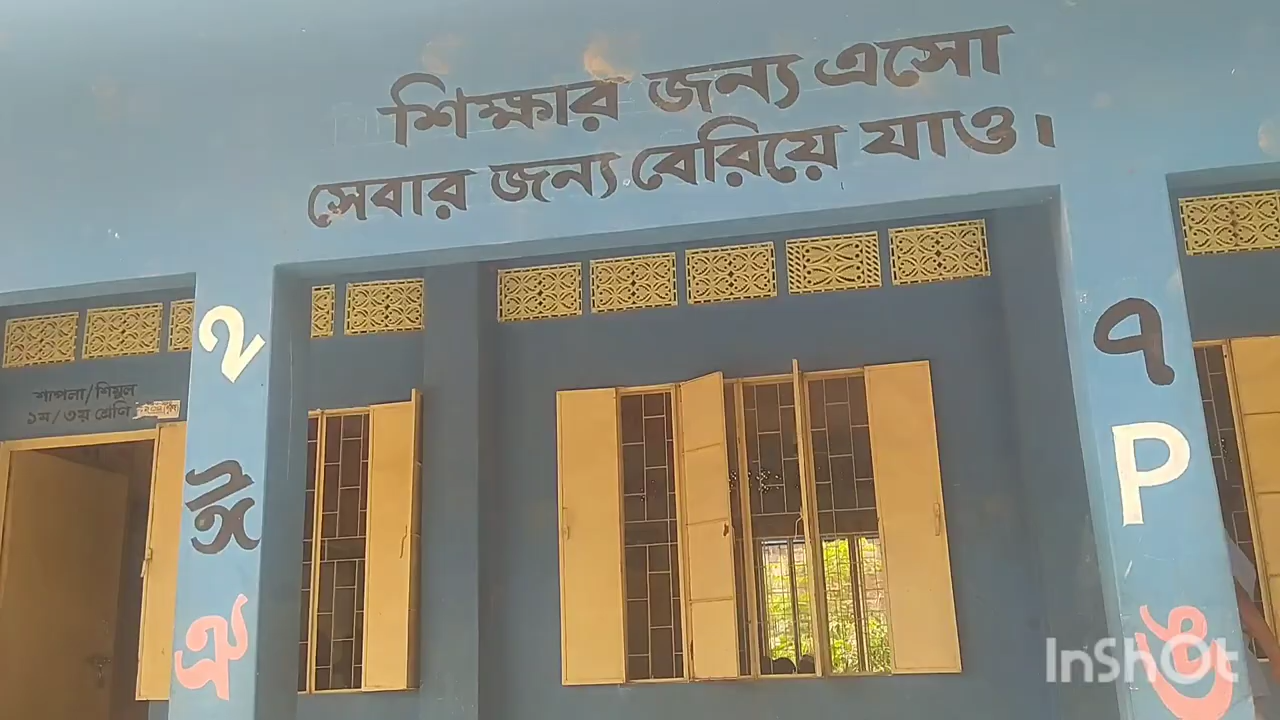 শিক্ষার জন্য এসো
সেবার জন্য বেরিয়ে যাও।
শাপলা/শিমুল
১ম/৩য় শ্রেণি
২
ঈ
ঐ
৭
P
ও
InShOt